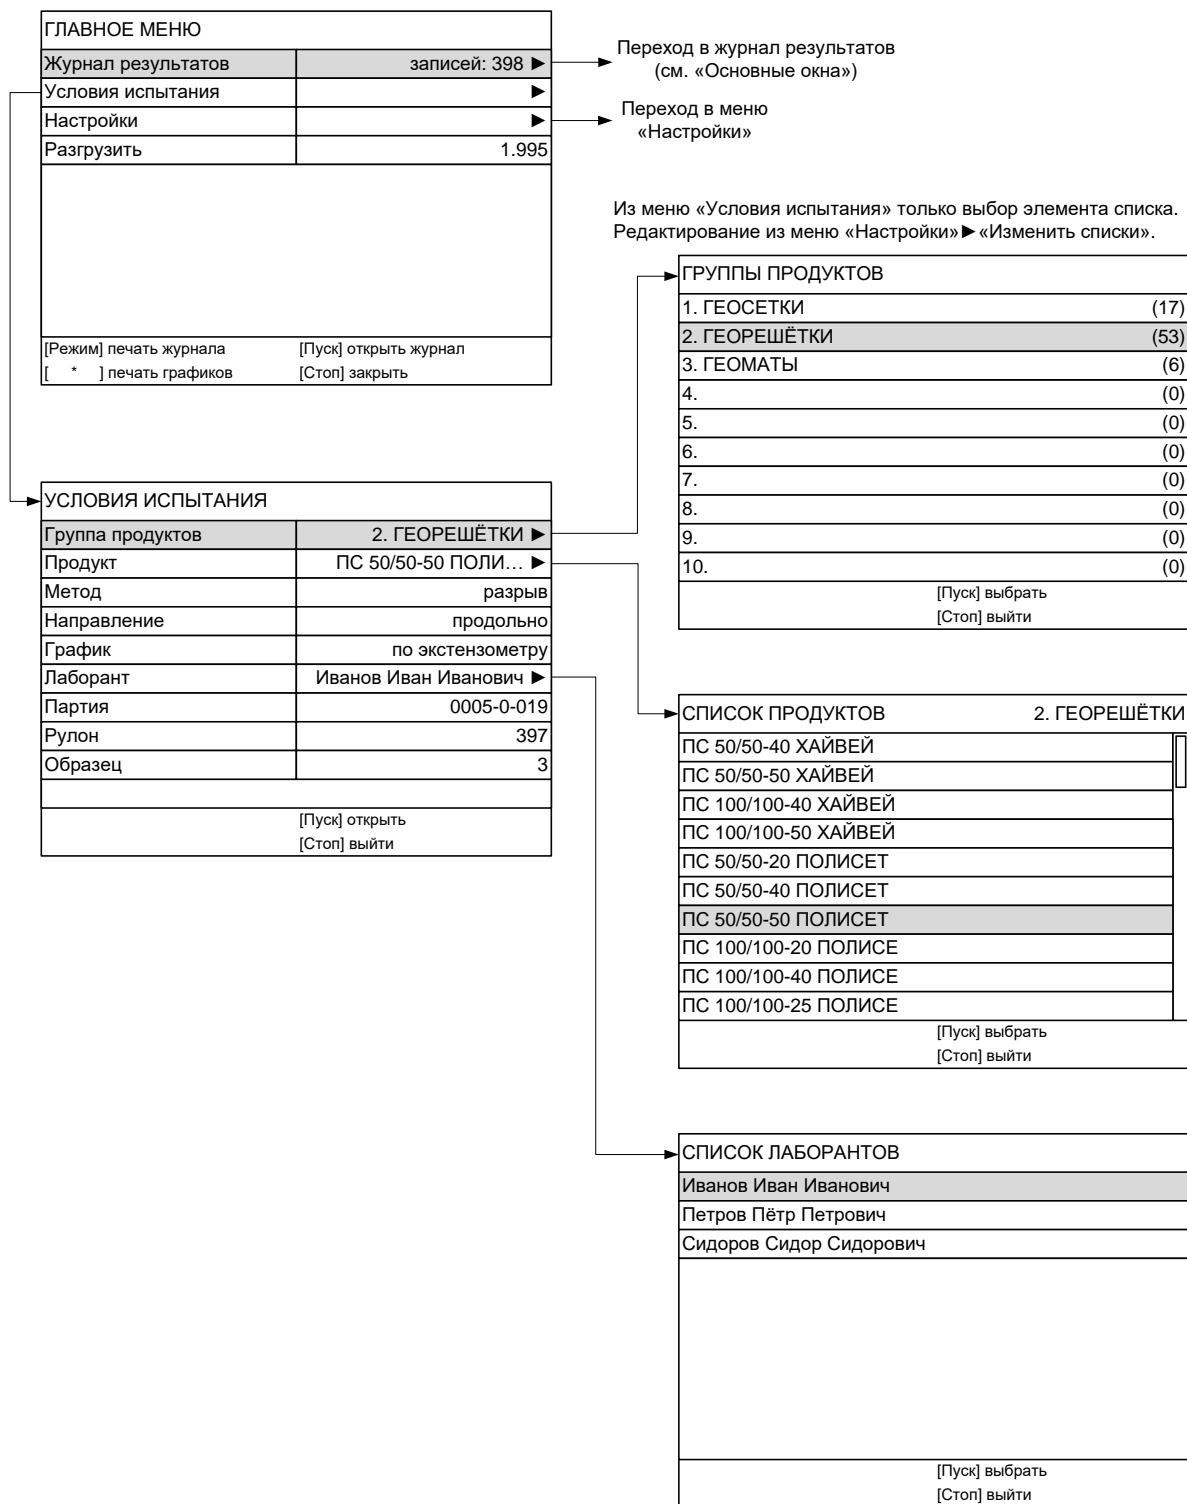 ГЛАВНОЕ МЕНЮ
Журнал результатов записей: 398 ►
Условия испытания ►
Настройки ►
Разгрузить 1.995
[Режим] печать журнала [Пуск] открыть журнал
[ * ] печать графиков [Стоп] закрыть
Переход в журнал результатов
(см. «Основные окна»)
Переход в меню
«Настройки»
Из меню «Условия испытания» только выбор элемента списка.
Редактирование из меню «Настройки»►«Изменить списки».
ГРУППЫ ПРОДУКТОВ
1. ГЕОСЕТКИ (17)
2. ГЕОРЕШЁТКИ (53)
3. ГЕОМАТЫ (6)
4. (0)
5. (0)
6. (0)
7. (0)
8. (0)
9. (0)
10. (0)
[Пуск] выбрать
[Стоп] выйти
УСЛОВИЯ ИСПЫТАНИЯ
Группа продуктов 2. ГЕОРЕШЁТКИ ►
Продукт ПС 50/50-50 ПОЛИ… ►
Метод разрыв
Направление продольно
График по экстензометру
Лаборант Иванов Иван Иванович ►
Партия 0005-0-019
Рулон 397
Образец 3
[Пуск] открыть
[Стоп] выйти
СПИСОК ПРОДУКТОВ 2. ГЕОРЕШЁТКИ
ПС 50/50-40 ХАЙВЕЙ
ПС 50/50-50 ХАЙВЕЙ
ПС 100/100-40 ХАЙВЕЙ
ПС 100/100-50 ХАЙВЕЙ
ПС 50/50-20 ПОЛИСЕТ
ПС 50/50-40 ПОЛИСЕТ
ПС 50/50-50 ПОЛИСЕТ
ПС 100/100-20 ПОЛИСЕ
ПС 100/100-40 ПОЛИСЕ
ПС 100/100-25 ПОЛИСЕ
[Пуск] выбрать
[Стоп] выйти
СПИСОК ЛАБОРАНТОВ
Иванов Иван Иванович
Петров Пётр Петрович
Сидоров Сидор Сидорович
[Пуск] выбрать
[Стоп] выйти